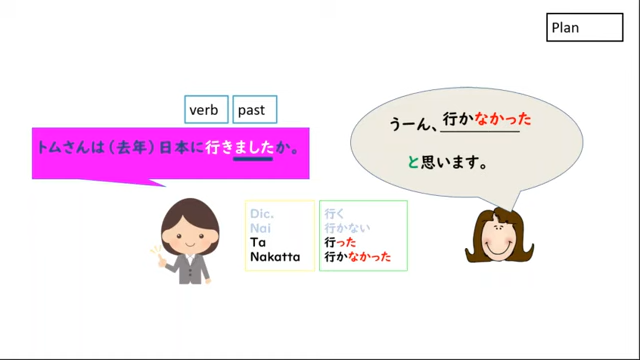 Plan
verb past
トムさんは(去年)日本に行きましたか。
うーん、行かなかった
と思います。
Dic. 行く
Nai 行かない
Ta 行った
Nakatta 行かなかった